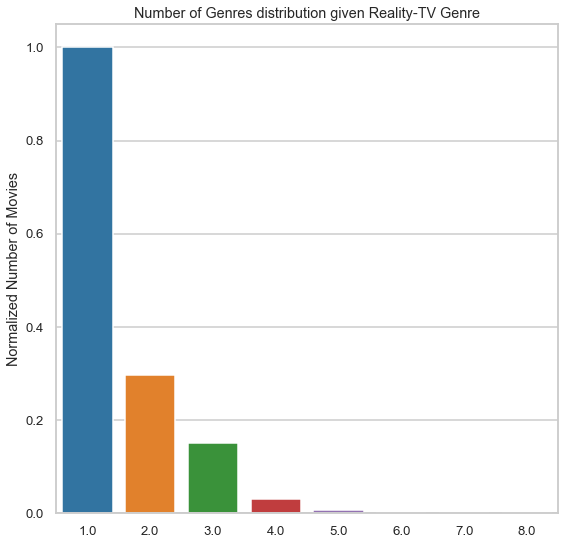 Number of Genres distribution given Reality-TV Genre
Normalized Number of Movies
1.0
0.8
0.6
0.4
0.2
0.0
1.0 2.0 3.0 4.0 5.0 6.0 7.0 8.0